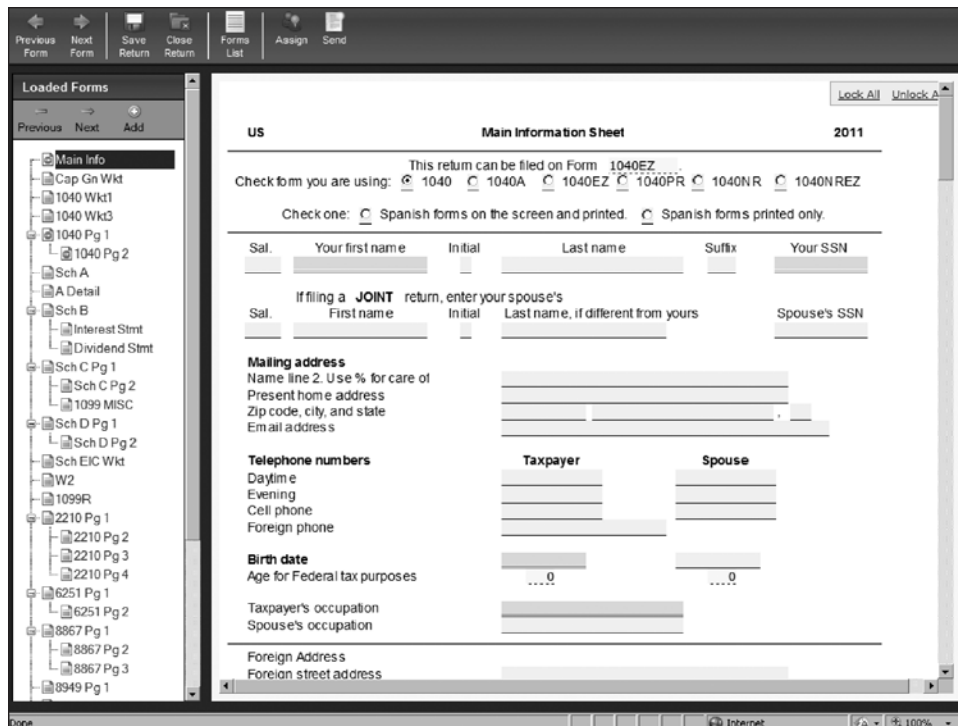 Previous Form Next Form Save Return Close Return Forms List Assign Send
Loaded Forms
Previous Next Add
Main Info
Cap Gn Wkt
1040 Wkt1
1040 Wkt3
1040 Pg 1
1040 Pg 2
Sch A
A Detail
Sch B
Interest Stmt
Dividend Stmt
Sch C Pg 1
Sch C Pg 2
1099 MISC
Sch D Pg 1
Sch D Pg 2
Sch EIC Wkt
W2
1099R
2210 Pg 1
2210 Pg 2
2210 Pg 3
2210 Pg 4
6251 Pg 1
6251 Pg 2
8867 Pg 1
8867 Pg 2
8867 Pg 3
8949 Pg 1
Lock All Unlock A
US Main Information Sheet 2011
This return can be filed on Form 1040EZ .
Check form you are using: 1040 1040A 1040EZ 1040PR 1040NR 1040NREZ
Check one: Spanish forms on the screen and printed. Spanish forms printed only.
Sal. Your first name Initial Last name Suffix Your SSN
If filing a JOINT return, enter your spouse's
Sal. First name Initial Last name, if different from yours Spouse's SSN
Mailing address
Name line 2. Use % for care of
Present home address
Zip code, city, and state ,
Email address
Telephone numbers Taxpayer Spouse
Daytime
Evening
Cell phone
Foreign phone
Birth date
Age for Federal tax purposes 0 0
Taxpayer's occupation
Spouse's occupation
Foreign Address
Foreign street address
Done Internet 100%